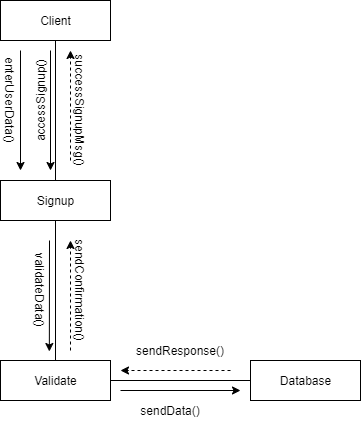 Client
enterUserData()
accessSignup()
successSignupMsg()
Signup
validateData()
sendConfirmation()
sendResponse()
Validate
Database
sendData()